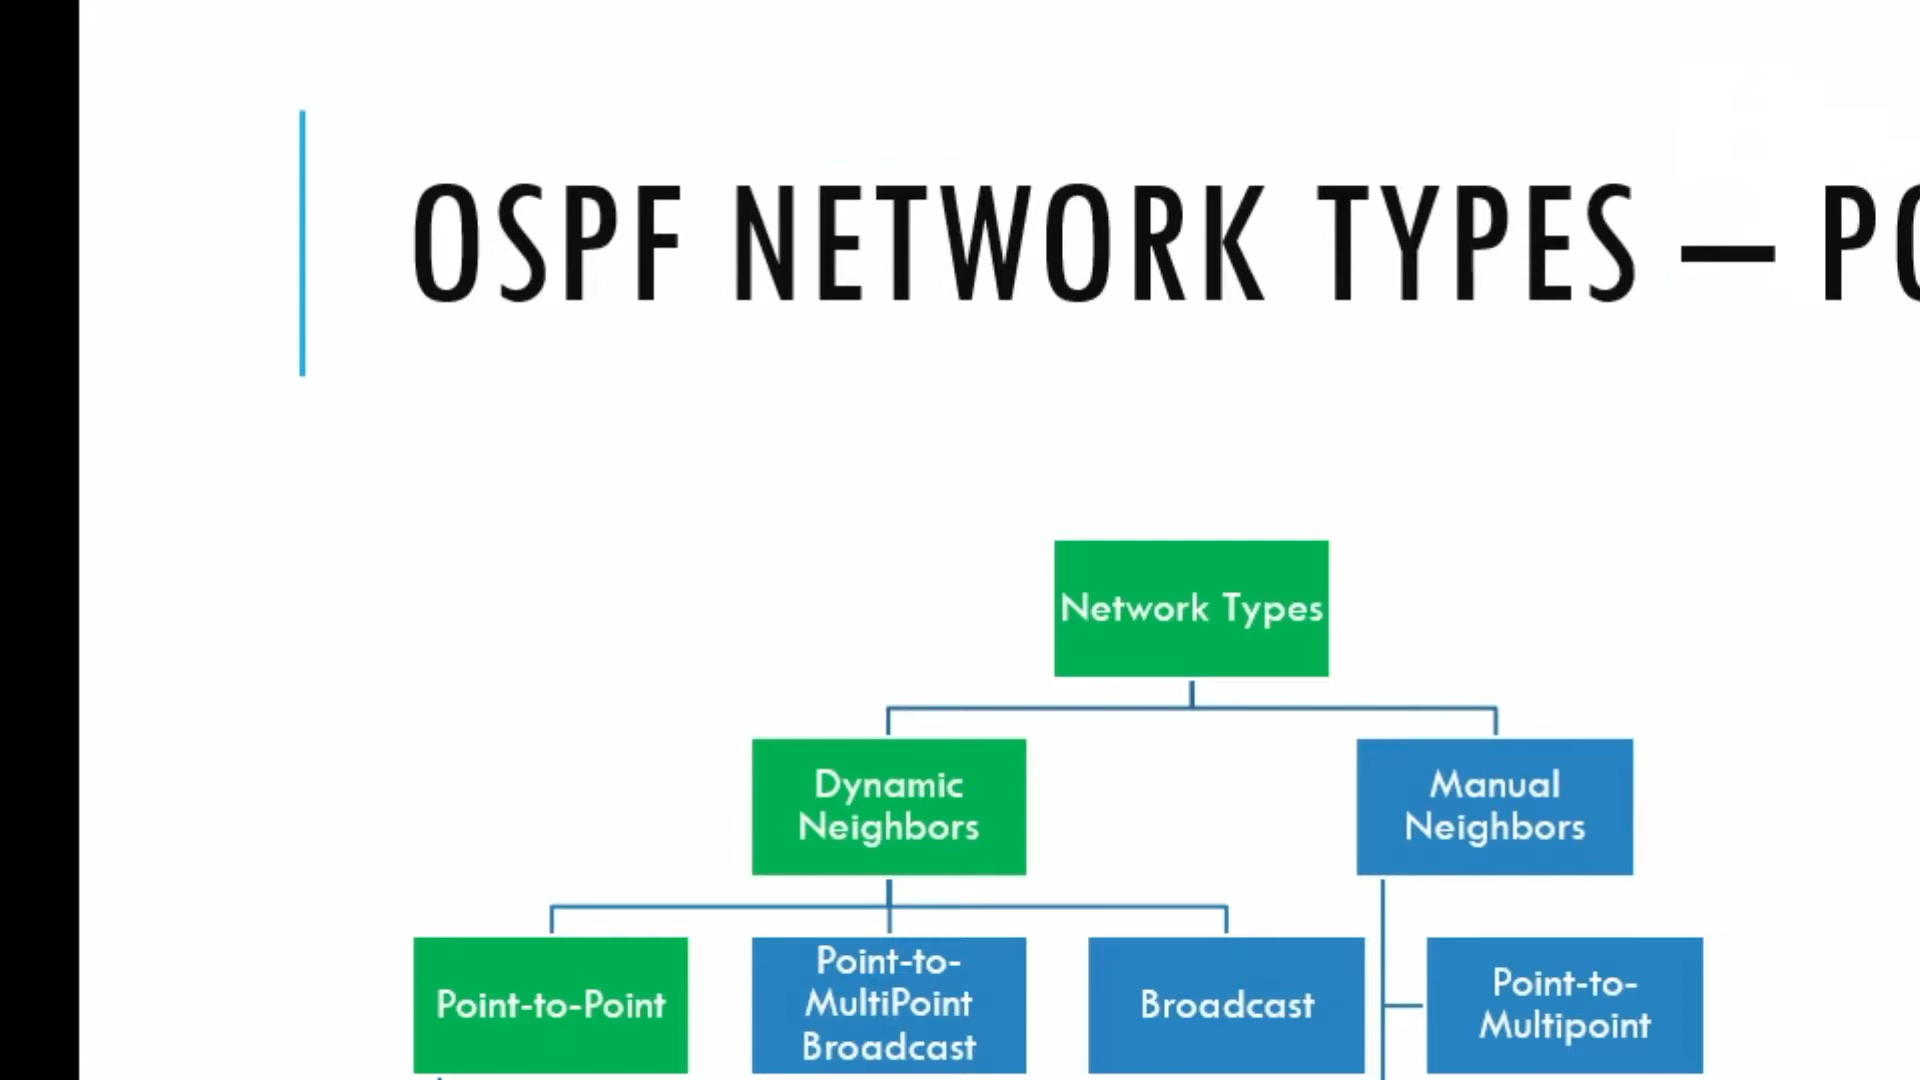 OSPF NETWORK TYPES – PO
Network Types
Dynamic
Neighbors
Manual
Neighbors
Point-to-Point
Point-to-
MultiPoint
Broadcast
Broadcast
Point-to-
Multipoint